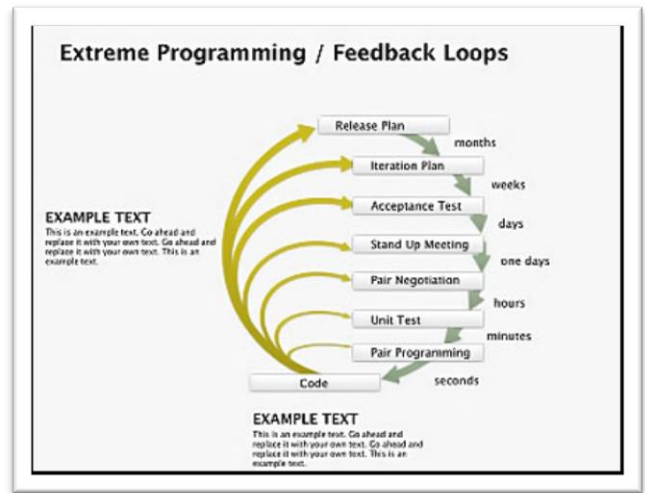 Extreme Programming / Feedback Loops
Release Plan
months
Iteration Plan
weeks
Acceptance Test
days
Stand Up Meeting
one days
Pair Negotiation
hours
Unit Test
minutes
Pair Programming
seconds
Code
EXAMPLE TEXT
This is an example text. Go ahead and
replace it with your own text. Go ahead and
replace it with your own text. This is an
example text.
EXAMPLE TEXT
This is an example text. Go ahead and
replace it with your own text. Go ahead and
replace it with your own text. This is an
example text.